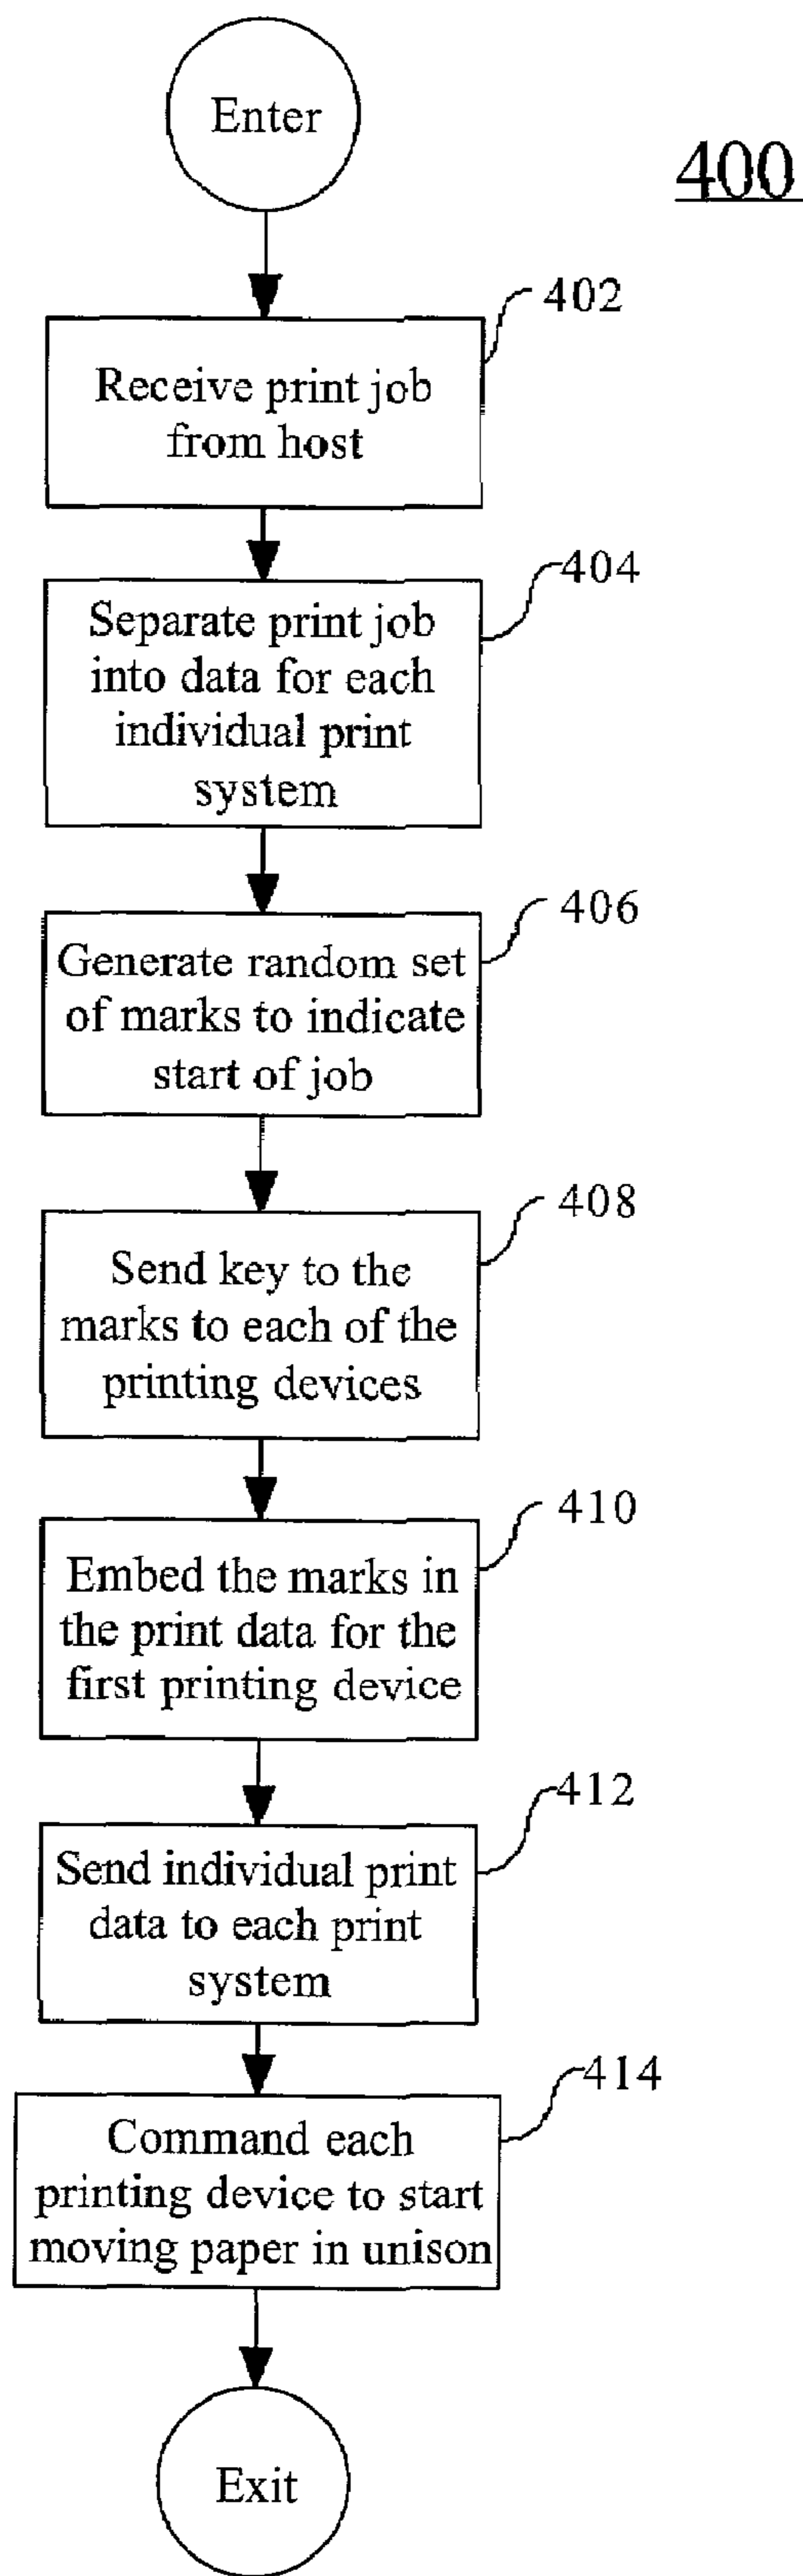 Enter
400
402
Receive print job
from host
404
Separate print job
into data for each
individual print
system
406
Generate random set
of marks to indicate
start of job
408
Send key to the
marks to each of the
printing devices
410
Embed the marks in
the print data for the
first printing device
412
Send individual print
data to each print
system
414
Command each
printing device to start
moving paper in unison
Exit